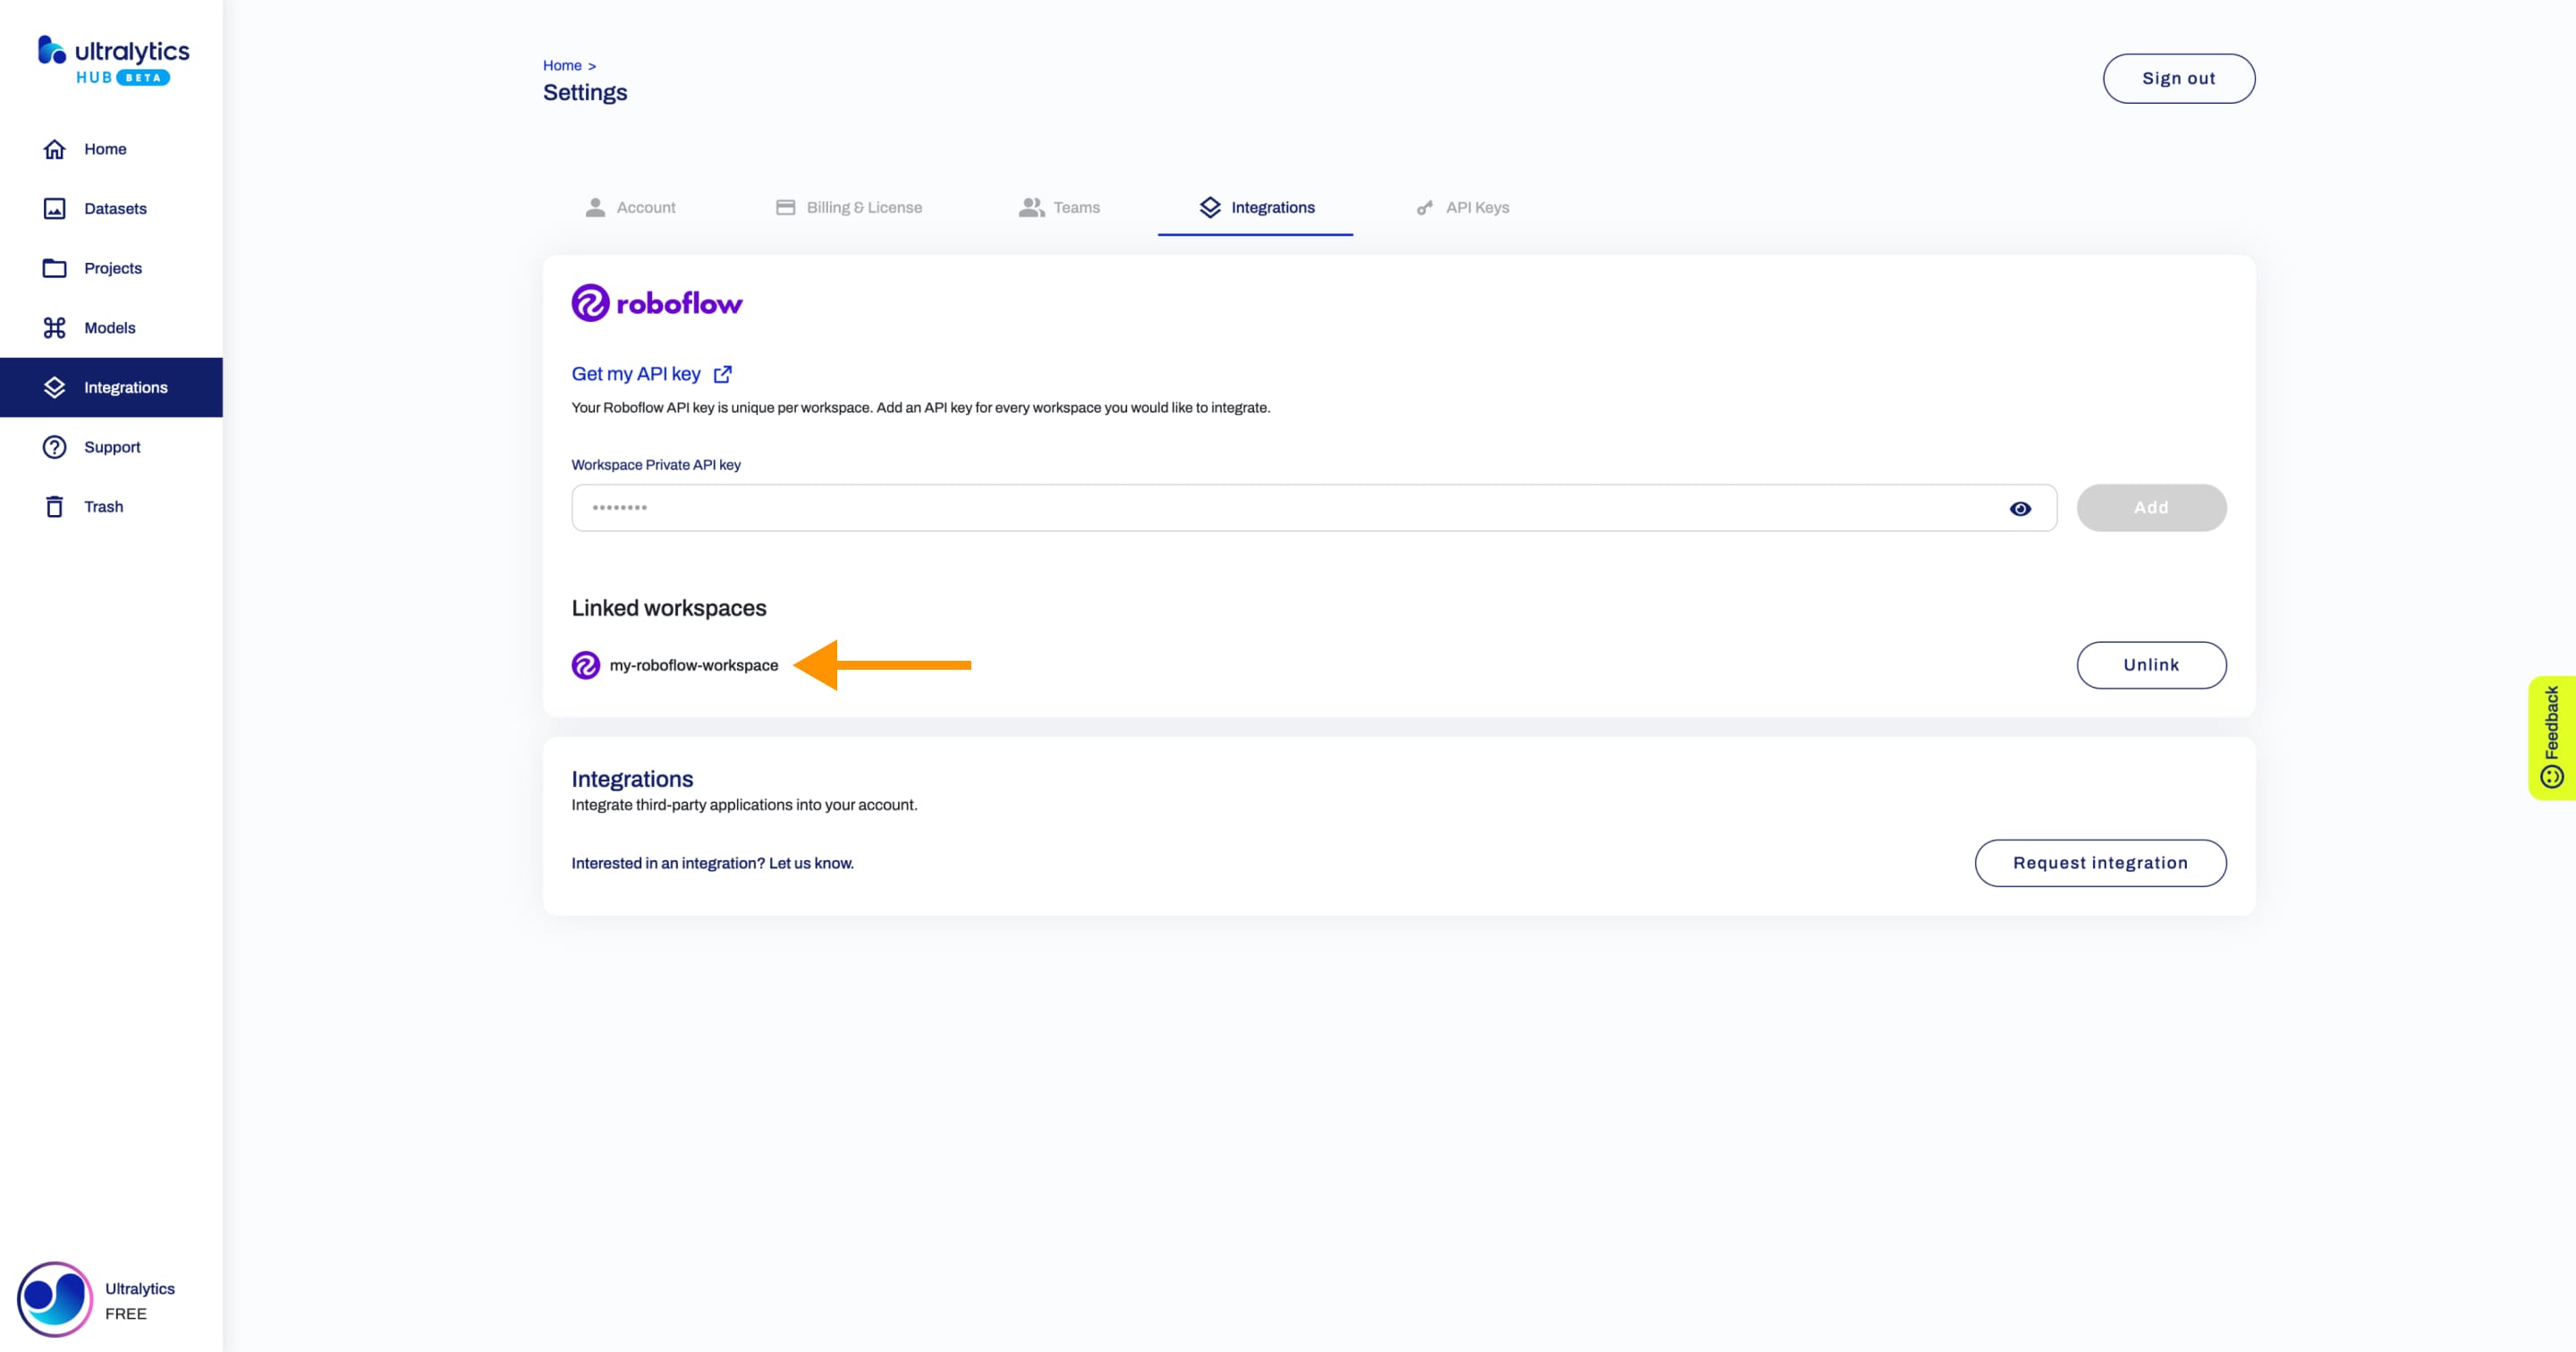 ultralytics
HUB BETA
Home
Datasets
Projects
Models
Integrations
Support
Trash
Ultralytics
FREE
Home >
Settings
Sign out
Account
Billing & License
Teams
Integrations
API Keys
roboflow
Get my API key
Your Roboflow API key is unique per workspace. Add an API key for every workspace you would like to integrate.
Workspace Private API key
••••••••
Add
Linked workspaces
my-roboflow-workspace
Unlink
Integrations
Integrate third-party applications into your account.
Interested in an integration? Let us know.
Request integration
Feedback